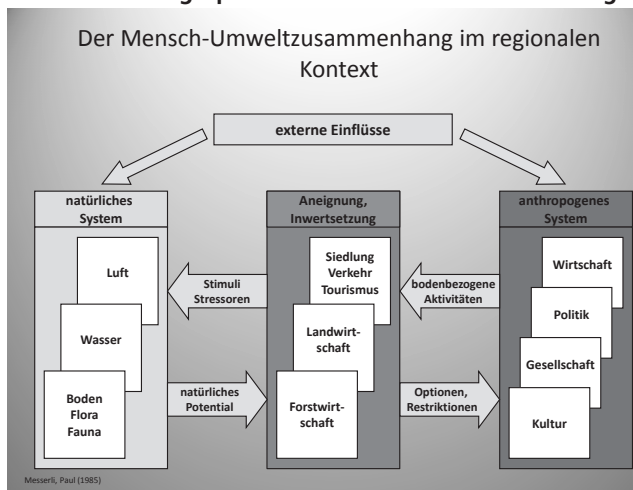 Der Mensch-Umweltzusammenhang im regionalen
Kontext
externe Einflüsse
natürliches
System
Aneignung,
Inwertsetzung
anthropogenes
System
Luft
Wasser
Boden
Flora
Fauna
Stimuli
Stressoren
natürliches
Potential
Siedlung
Verkehr
Tourismus
Landwirt-
schaft
Forstwirt-
schaft
bodenbezogene
Aktivitäten
Optionen,
Restriktionen
Wirtschaft
Politik
Gesellschaft
Kultur
Messerli, Paul (1985)